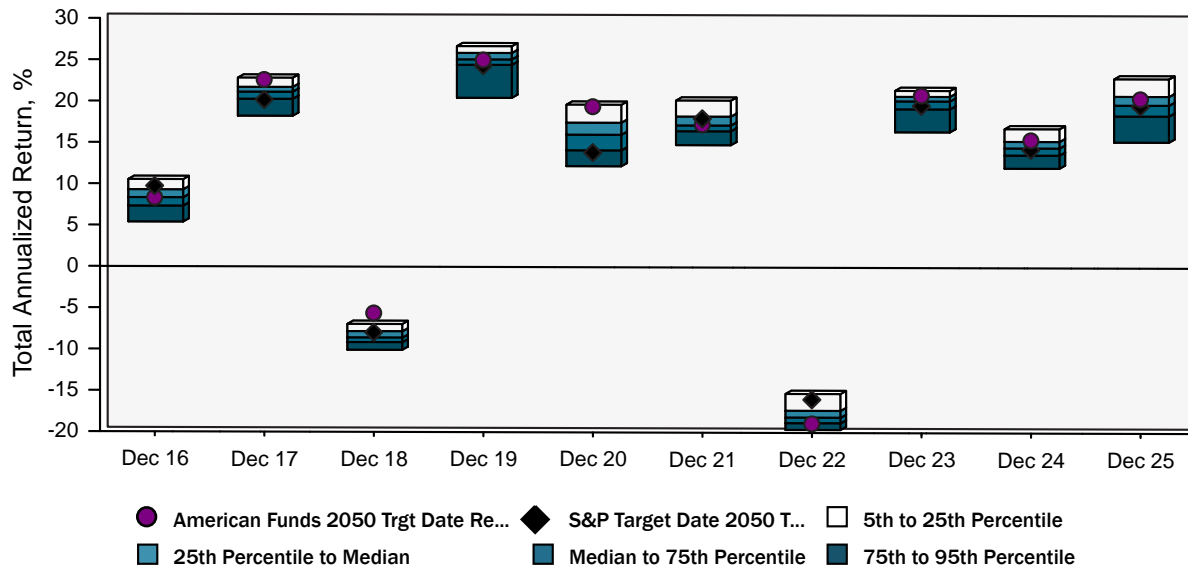 Total Annualized Return, %
30
25
20
15
10
5
0
-5
-10
-15
-20
Dec 16 Dec 17 Dec 18 Dec 19 Dec 20 Dec 21 Dec 22 Dec 23 Dec 24 Dec 25
American Funds 2050 Trgt Date Re... S&P Target Date 2050 T... 5th to 25th Percentile
25th Percentile to Median Median to 75th Percentile 75th to 95th Percentile